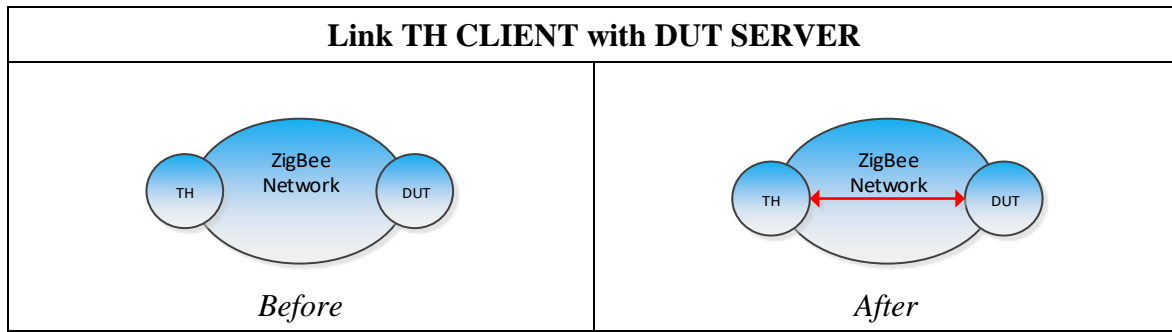 Link TH CLIENT with DUT SERVER
ZigBee
Network
TH
DUT
Before
ZigBee
Network
TH
DUT
After